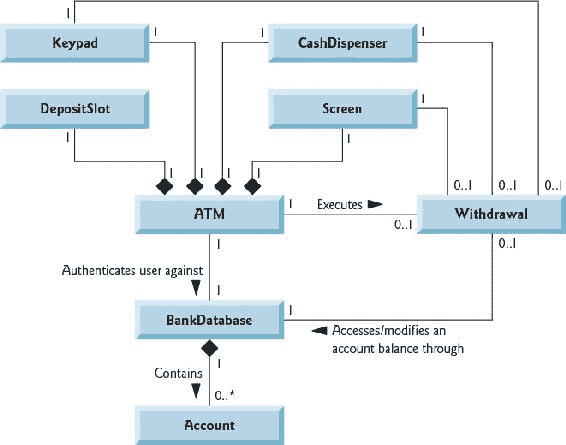 1 1
Keypad 1 1 CashDispenser 1
DepositSlot Screen 1
1 1
0..1 0..1 0..1
1 1 1 1
ATM 1 Executes Withdrawal
0..1
1 0..1
Authenticates user against
1
BankDatabase 1
Accesses/modifies an
account balance through
1
Contains
0..*
Account